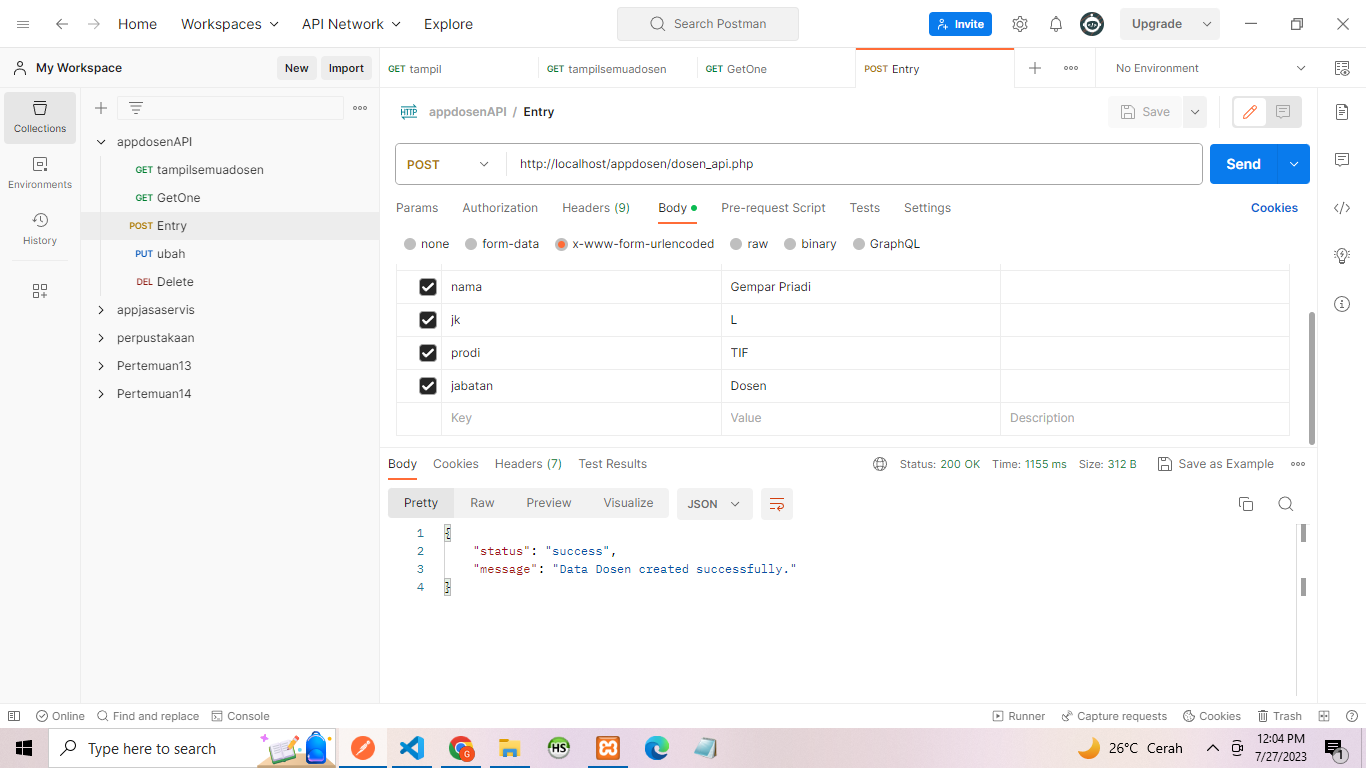 Home Workspaces API Network Explore Search Postman Invite Upgrade
My Workspace New Import GET tampil GET tampilsemuadosen GET GetOne POST Entry No Environment
Collections
Environments
History
appdosenAPI
GET tampilsemuadosen
GET GetOne
POST Entry
PUT ubah
DEL Delete
appjasaservis
perpustakaan
Pertemuan13
Pertemuan14
HTTP appdosenAPI / Entry Save
POST http://localhost/appdosen/dosen_api.php Send
Params Authorization Headers (9) Body Pre-request Script Tests Settings Cookies
none form-data x-www-form-urlencoded raw binary GraphQL
nama Gempar Priadi
jk L
prodi TIF
jabatan Dosen
Key Value Description
Body Cookies Headers (7) Test Results Status: 200 OK Time: 1155 ms Size: 312 B Save as Example
Pretty Raw Preview Visualize JSON
1 {
2 "status": "success",
3 "message": "Data Dosen created successfully."
4 }
Online Find and replace Console Runner Capture requests Cookies Trash
Type here to search HS G 26°C Cerah 12:04 PM
7/27/2023 1